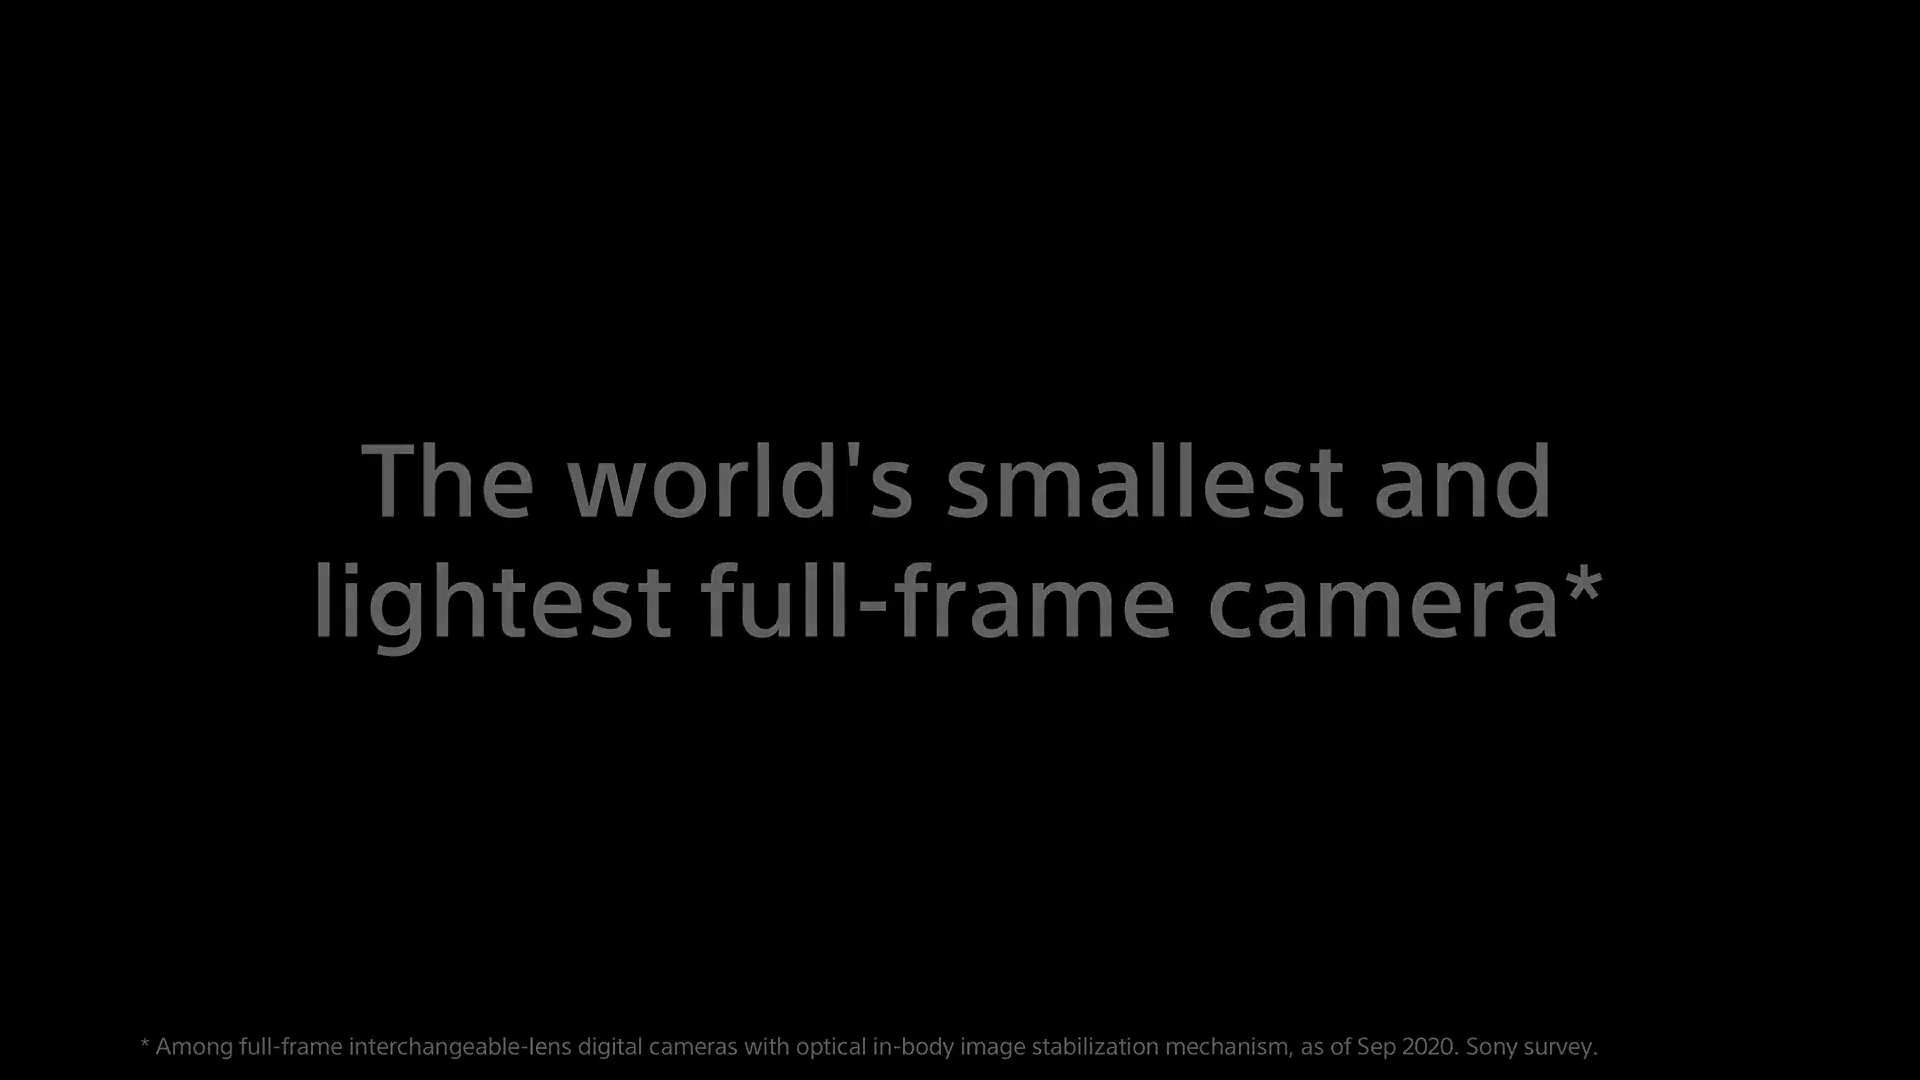 The world's smallest and
lightest full-frame camera*
* Among full-frame interchangeable-lens digital cameras with optical in-body image stabilization mechanism, as of Sep 2020. Sony survey.